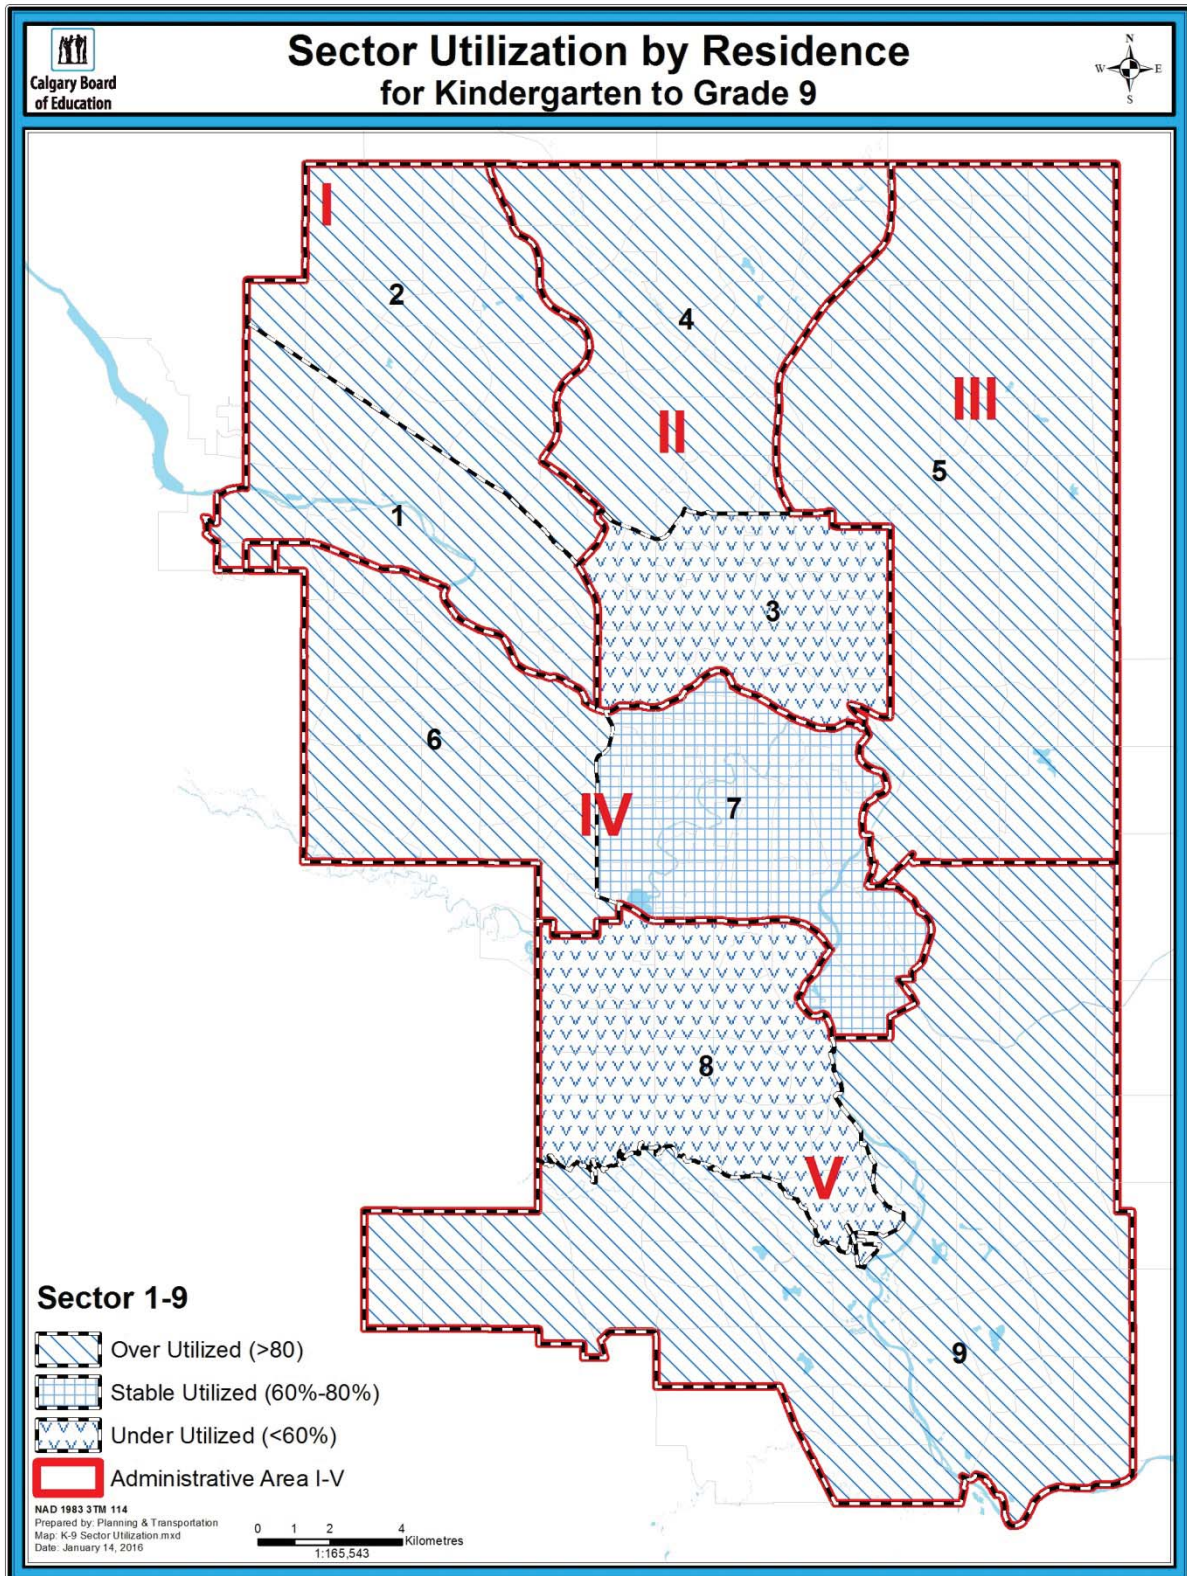 Calgary Board
of Education
Sector Utilization by Residence
for Kindergarten to Grade 9
N
W E
S
I
2
4
III
II
5
1
3
6
IV
7
8
V
9
Sector 1-9
Over Utilized (>80)
Stable Utilized (60%-80%)
Under Utilized (<60%)
Administrative Area I-V
NAD 1983 3TM 114
Prepared by: Planning & Transportation
Map: K-9 Sector Utilization.mxd
Date: January 14, 2016
0 1 2 4
Kilometres
1:165,543